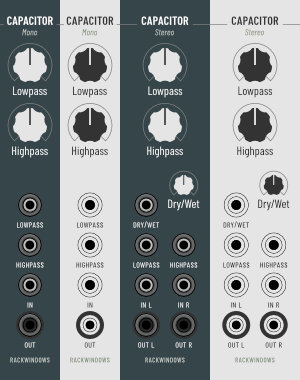 CAPACITOR CAPACITOR CAPACITOR CAPACITOR
Mono Mono Stereo Stereo
Lowpass Lowpass Lowpass Lowpass
Highpass Highpass Highpass Highpass
Dry/Wet Dry/Wet
LOWPASS LOWPASS DRY/WET DRY/WET
HIGHPASS HIGHPASS LOWPASS HIGHPASS LOWPASS HIGHPASS
IN IN IN L IN R IN L IN R
OUT OUT OUT L OUT R OUT L OUT R
RACKWINDOWS RACKWINDOWS RACKWINDOWS RACKWINDOWS